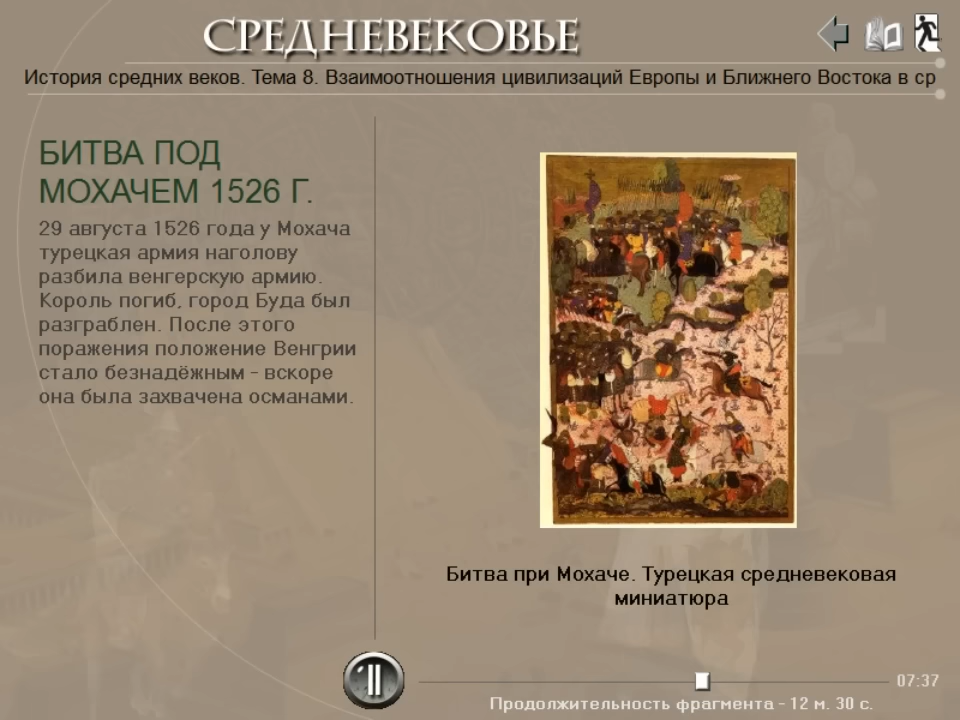 СРЕДНЕВЕКОВЬЕ
История средних веков. Тема 8. Взаимоотношения цивилизаций Европы и Ближнего Востока в ср
БИТВА ПОД
МОХАЧЕМ 1526 Г.
29 августа 1526 года у Мохача
турецкая армия наголову
разбила венгерскую армию.
Король погиб, город Буда был
разграблен. После этого
поражения положение Венгрии
стало безнадёжным - вскоре
она была захвачена османами.
Битва при Мохаче. Турецкая средневековая
миниатюра
07:37
Продолжительность фрагмента - 12 м. 30 с.